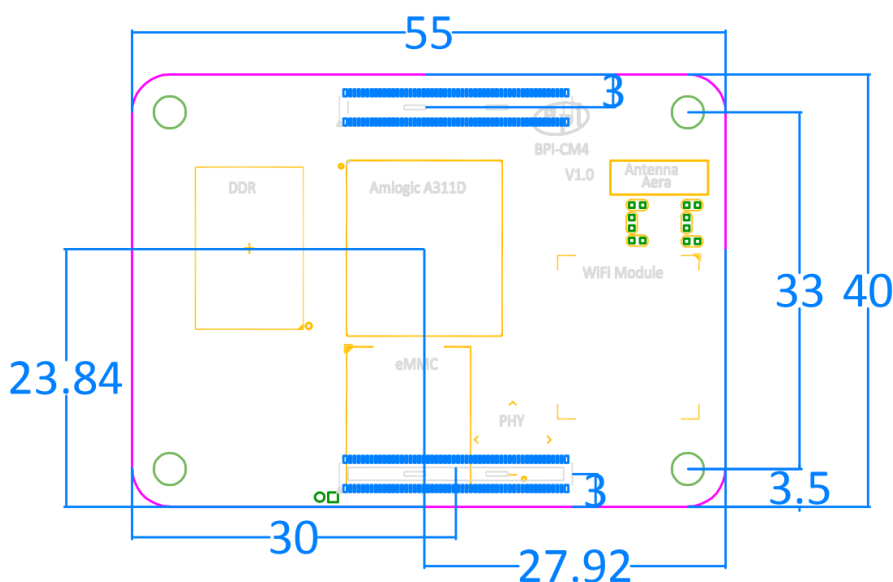 55
3
BPI
BPI-CM4
DDR
Amlogic A311D
V1.0
Antenna
Aera
WiFi Module
33
40
23.84
eMMC
PHY
3
3.5
30
27.92